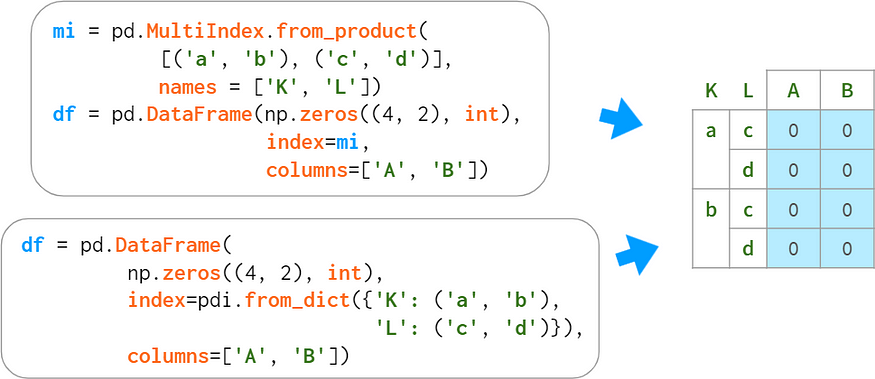 mi = pd.MultiIndex.from_product(
[('a', 'b'), ('c', 'd')],
names = ['K', 'L'])
df = pd.DataFrame(np.zeros((4, 2), int),
index=mi,
columns=['A', 'B'])
df = pd.DataFrame(
np.zeros((4, 2), int),
index=pdi.from_dict({'K': ('a', 'b'),
'L': ('c', 'd')}),
columns=['A', 'B'])
K L A B
a c 0 0
d 0 0
b c 0 0
d 0 0